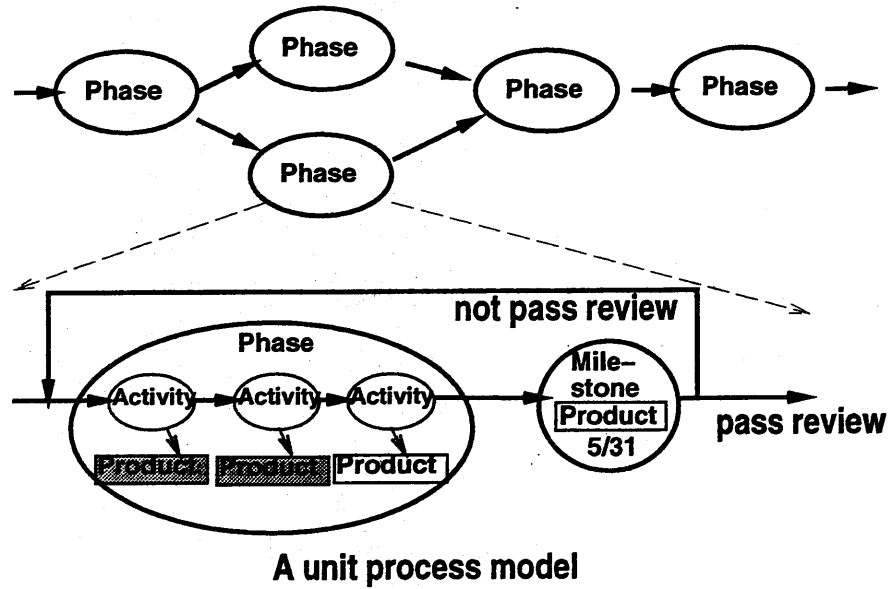 Phase
Phase
Phase
Phase
Phase
not pass review
Phase
Activity
Activity
Activity
Product
Product
Product
Mile–
stone
Product
5/31
pass review
A unit process model